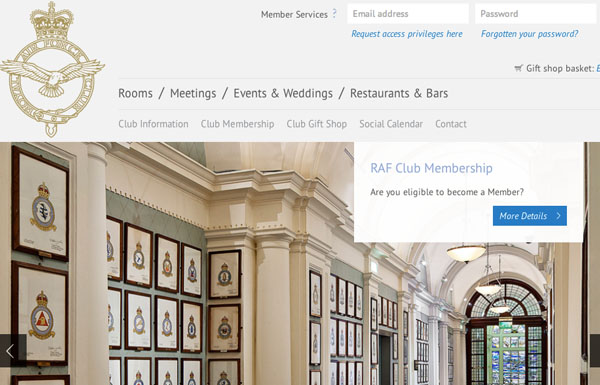 Member Services ?
Email address
Password
Request access privileges here
Forgotten your password?
Gift shop basket:
Rooms / Meetings / Events & Weddings / Restaurants & Bars
Club Information Club Membership Club Gift Shop Social Calendar Contact
RAF Club Membership
Are you eligible to become a Member?
More Details >